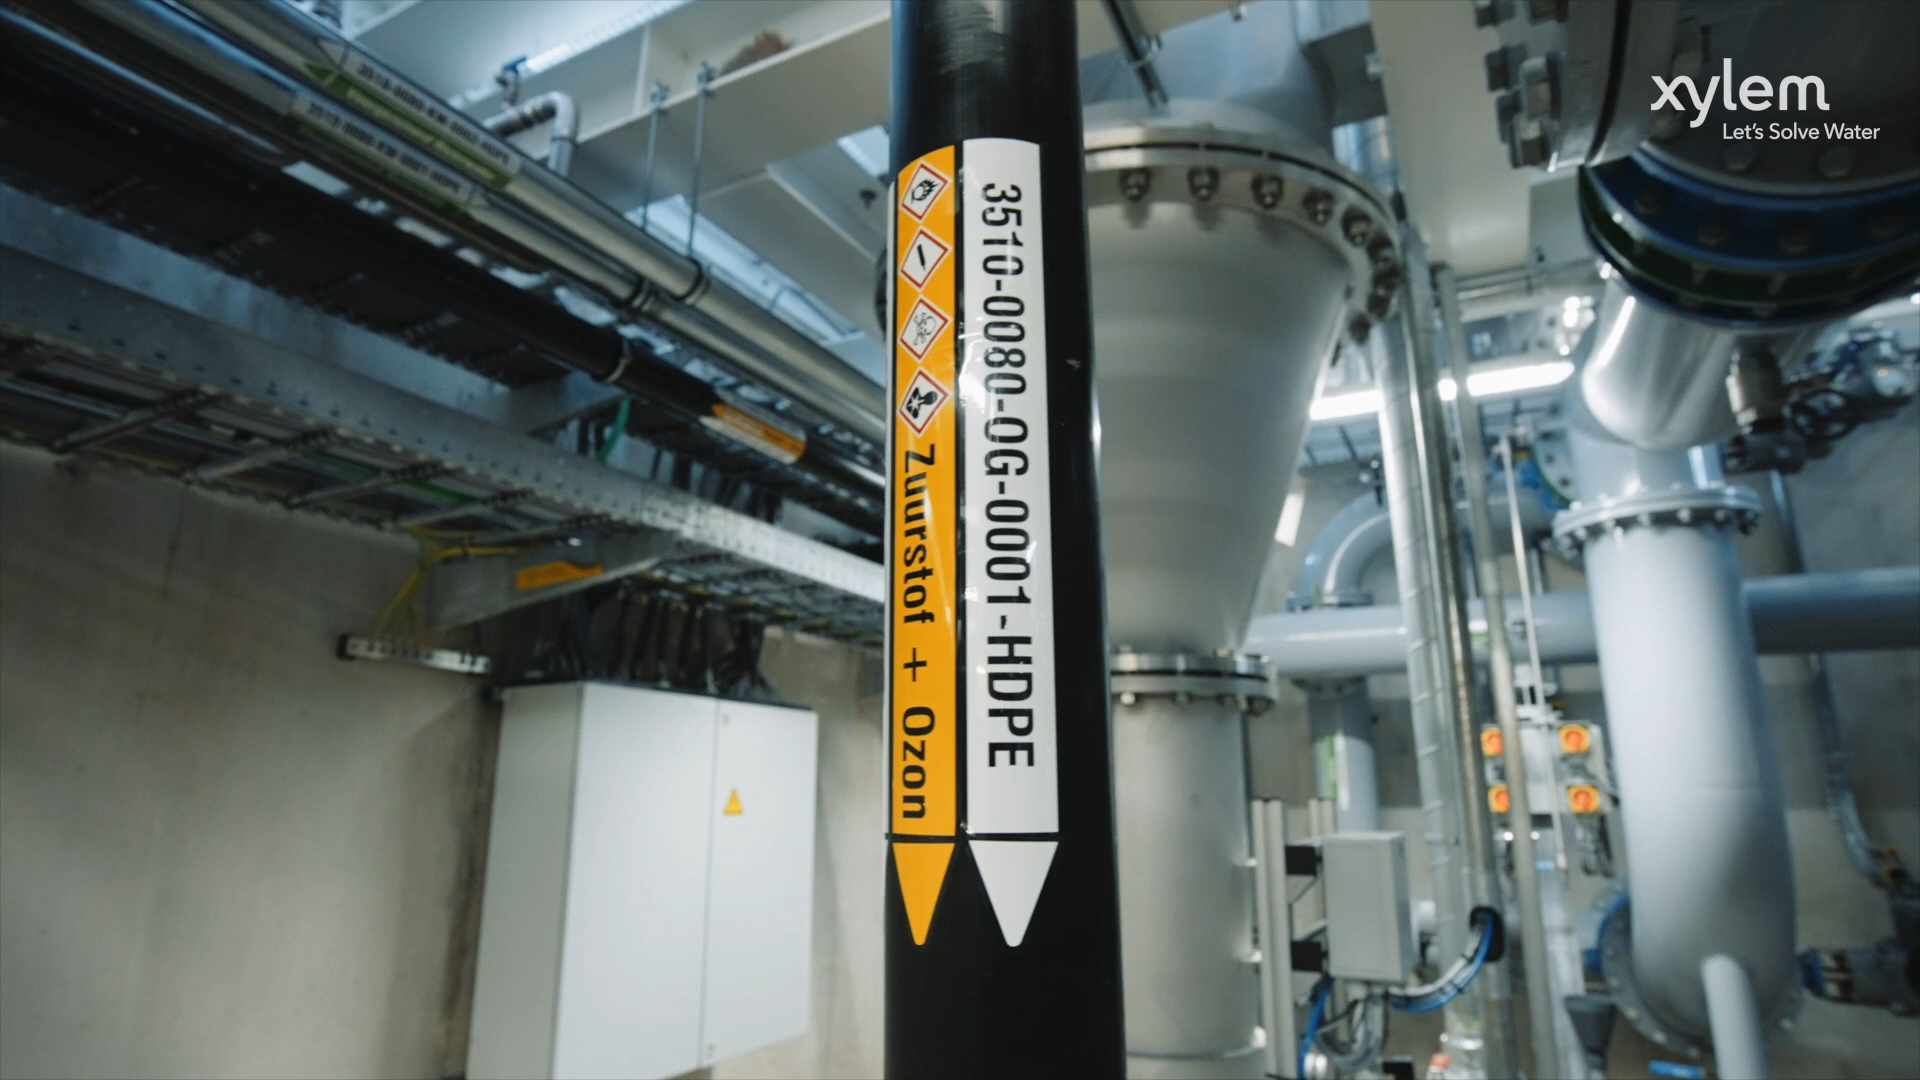 xylem
Let's Solve Water
3510-0080-OG-0001-HDPE
Zuurstof + Ozon